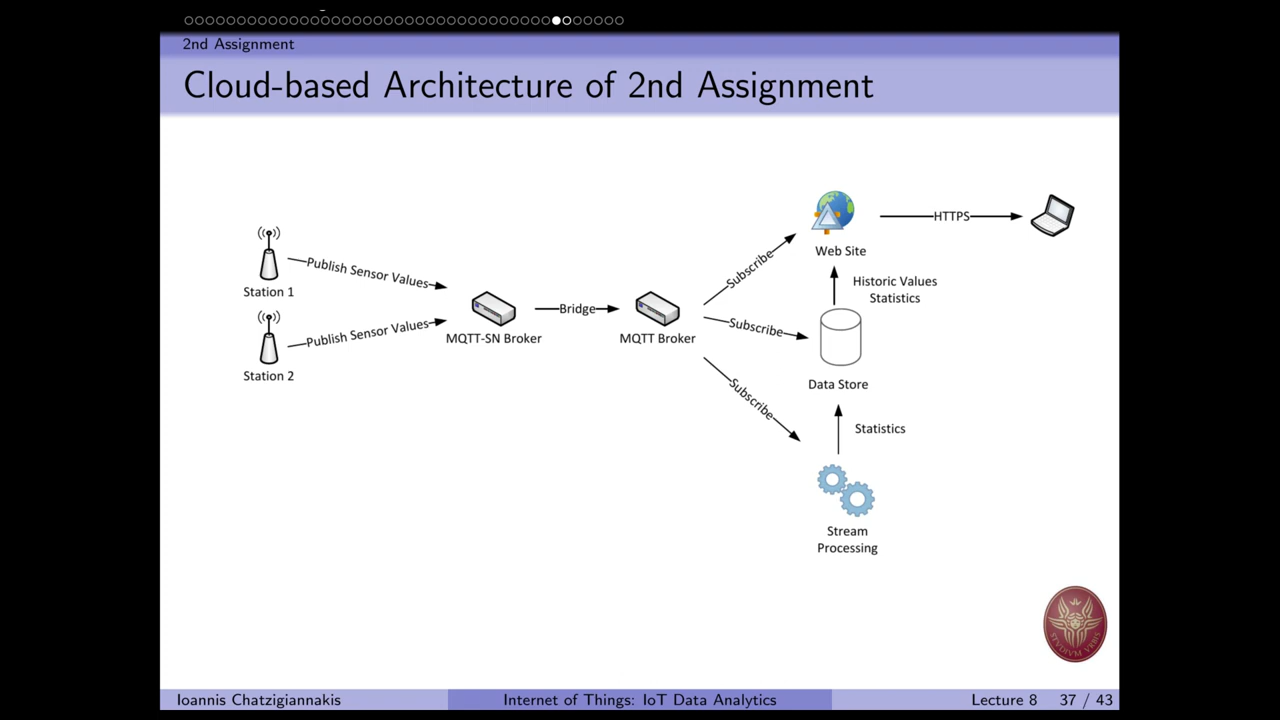 2nd Assignment
Cloud-based Architecture of 2nd Assignment
Station 1
Publish Sensor Values
Station 2
Publish Sensor Values
MQTT-SN Broker
Bridge
MQTT Broker
Subscribe
Subscribe
Subscribe
Web Site
HTTPS
Historic Values
Statistics
Data Store
Statistics
Stream
Processing
STVDIVM VRBIS
Ioannis Chatzigiannakis
Internet of Things: IoT Data Analytics
Lecture 8 37 / 43